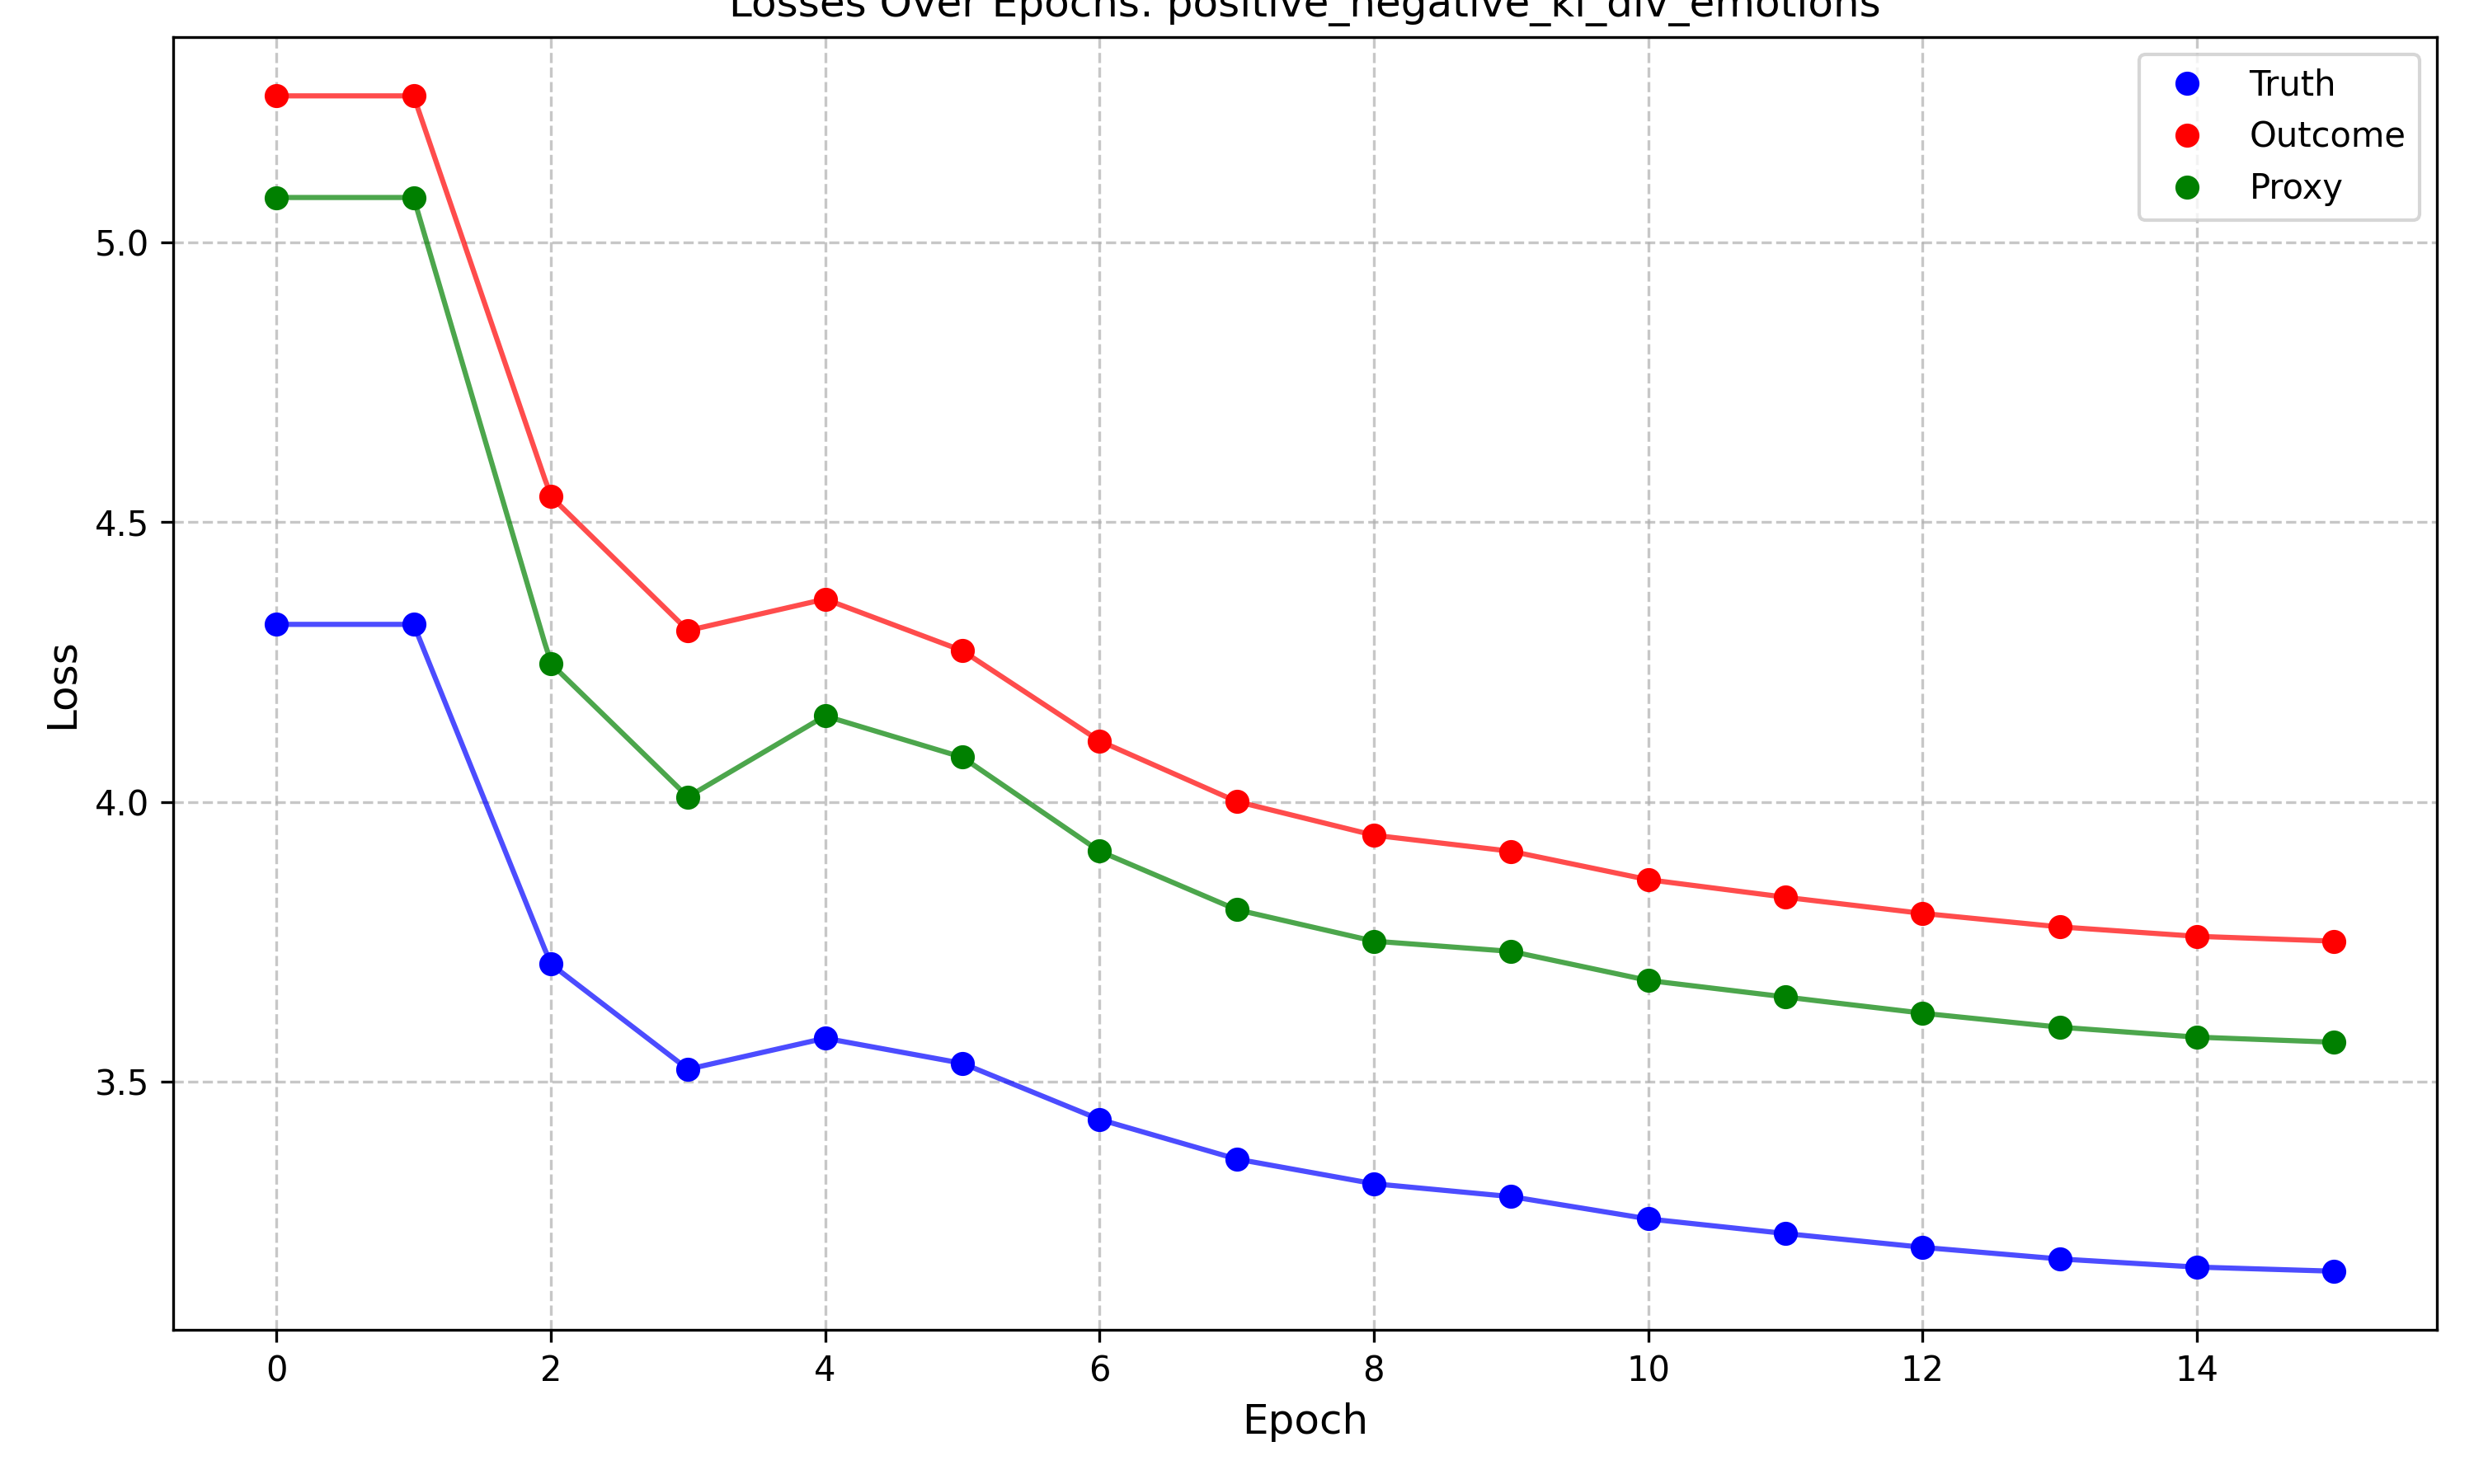 Losses Over Epochs: positive_negative_kl_div_emotions
Truth
Outcome
Proxy
5.0
4.5
4.0
3.5
Loss
0 2 4 6 8 10 12 14
Epoch